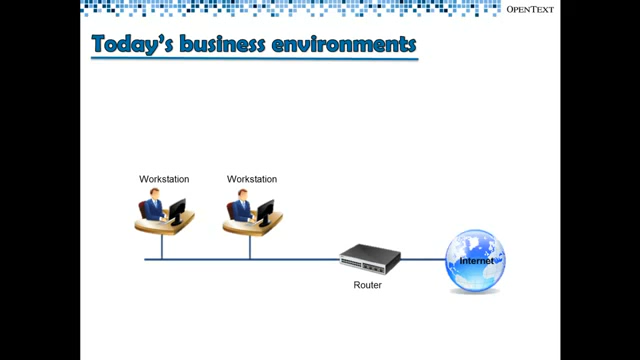 OPENTEXT
Today's business environments
Workstation Workstation
Internet
Router